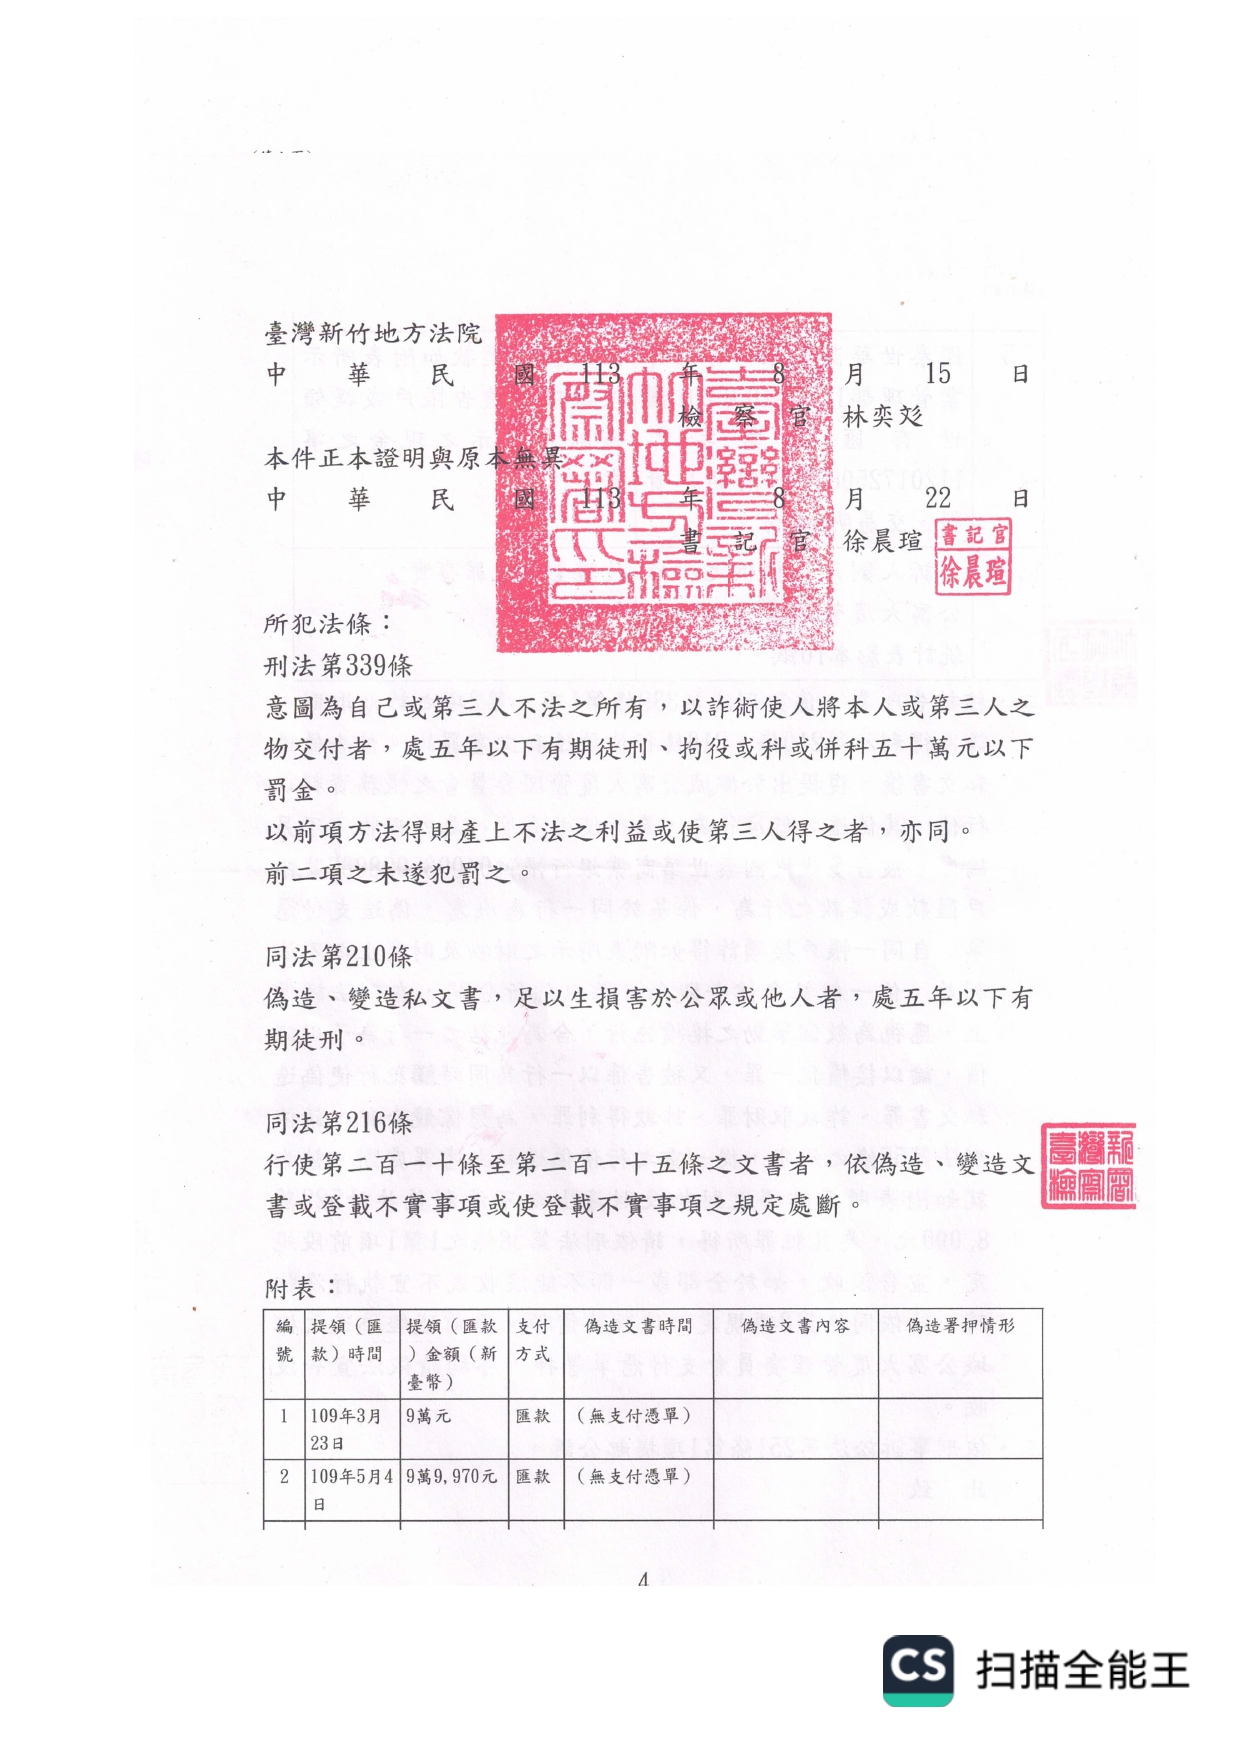 臺灣新竹地方法院
中 華 民 國 113 年 8 月 15 日
檢 察 官 林奕彣
本件正本證明與原本無異
中 華 民 國 113 年 8 月 22 日
書 記 官 徐晨瑄
書記官
徐晨瑄
所犯法條：
刑法第339條
意圖為自己或第三人不法之所有，以詐術使人將本人或第三人之
物交付者，處五年以下有期徒刑、拘役或科或併科五十萬元以下
罰金。
以前項方法得財產上不法之利益或使第三人得之者，亦同。
前二項之未遂犯罰之。
同法第210條
偽造、變造私文書，足以生損害於公眾或他人者，處五年以下有
期徒刑。
同法第216條
行使第二百一十條至第二百一十五條之文書者，依偽造、變造文
書或登載不實事項或使登載不實事項之規定處斷。
附表：
編號 提領（匯款）時間 提領（匯款）金額（新臺幣） 支付方式 偽造文書時間 偽造文書內容 偽造署押情形
1 109年3月23日 9萬元 匯款 （無支付憑單）
2 109年5月4日 9萬9,970元 匯款 （無支付憑單）
4
CS 扫描全能王